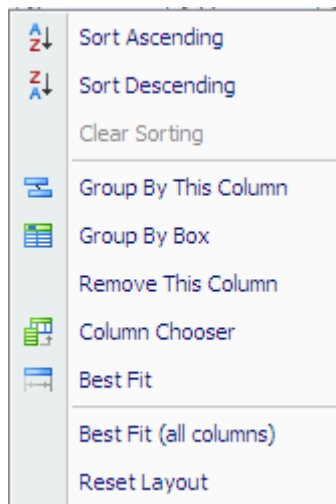 Sort Ascending
Sort Descending
Clear Sorting
Group By This Column
Group By Box
Remove This Column
Column Chooser
Best Fit
Best Fit (all columns)
Reset Layout